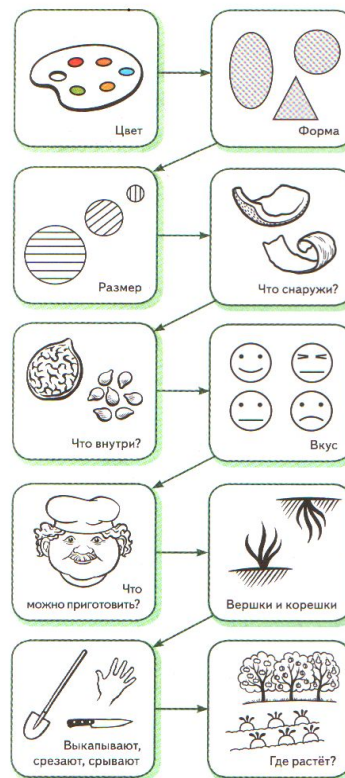 Цвет
Форма
Размер
Что снаружи?
Что внутри?
Вкус
Что
можно приготовить?
Вершки и корешки
Выкапывают,
срезают, срывают
Где растёт?